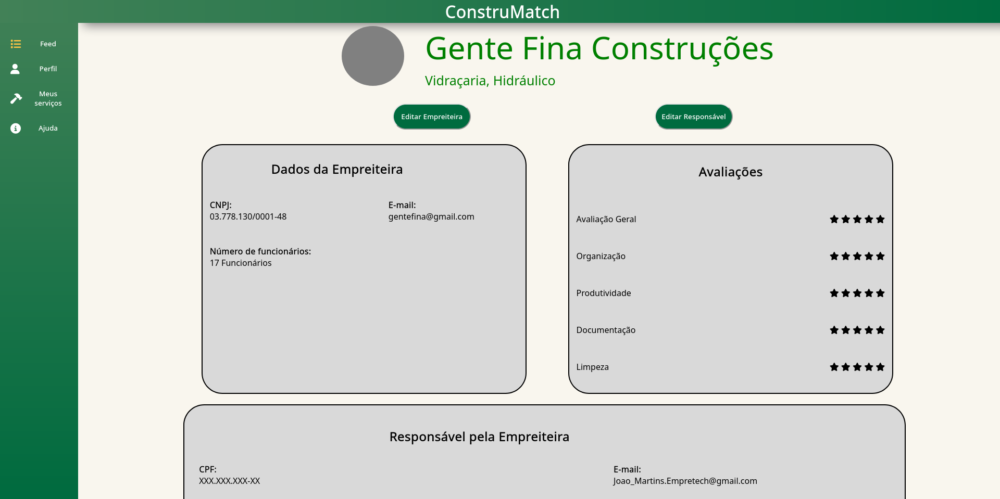 ConstruMatch
Feed
Perfil
Meus
serviços
Ajuda
Gente Fina Construções
Vidraçaria, Hidráulico
Editar Empreiteira
Editar Responsável
Dados da Empreiteira
CNPJ:
03.778.130/0001-48
E-mail:
gentefina@gmail.com
Número de funcionários:
17 Funcionários
Avaliações
Avaliação Geral
Organização
Produtividade
Documentação
Limpeza
Responsável pela Empreiteira
CPF:
XXX.XXX.XXX-XX
E-mail:
Joao_Martins.Empretech@gmail.com